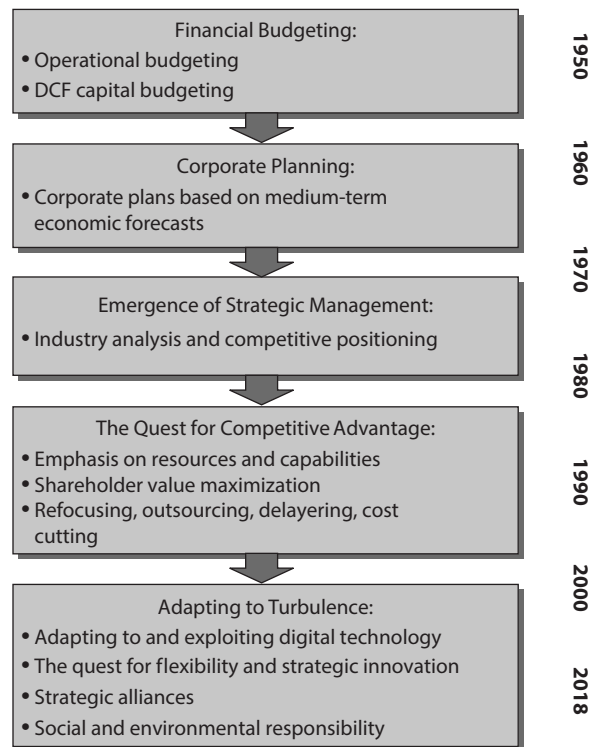 Financial Budgeting:
• Operational budgeting
• DCF capital budgeting
1950
Corporate Planning:
• Corporate plans based on medium-term
economic forecasts
1960
1970
Emergence of Strategic Management:
• Industry analysis and competitive positioning
1980
The Quest for Competitive Advantage:
• Emphasis on resources and capabilities
• Shareholder value maximization
• Refocusing, outsourcing, delayering, cost
cutting
1990
2000
Adapting to Turbulence:
• Adapting to and exploiting digital technology
• The quest for flexibility and strategic innovation
• Strategic alliances
• Social and environmental responsibility
2018